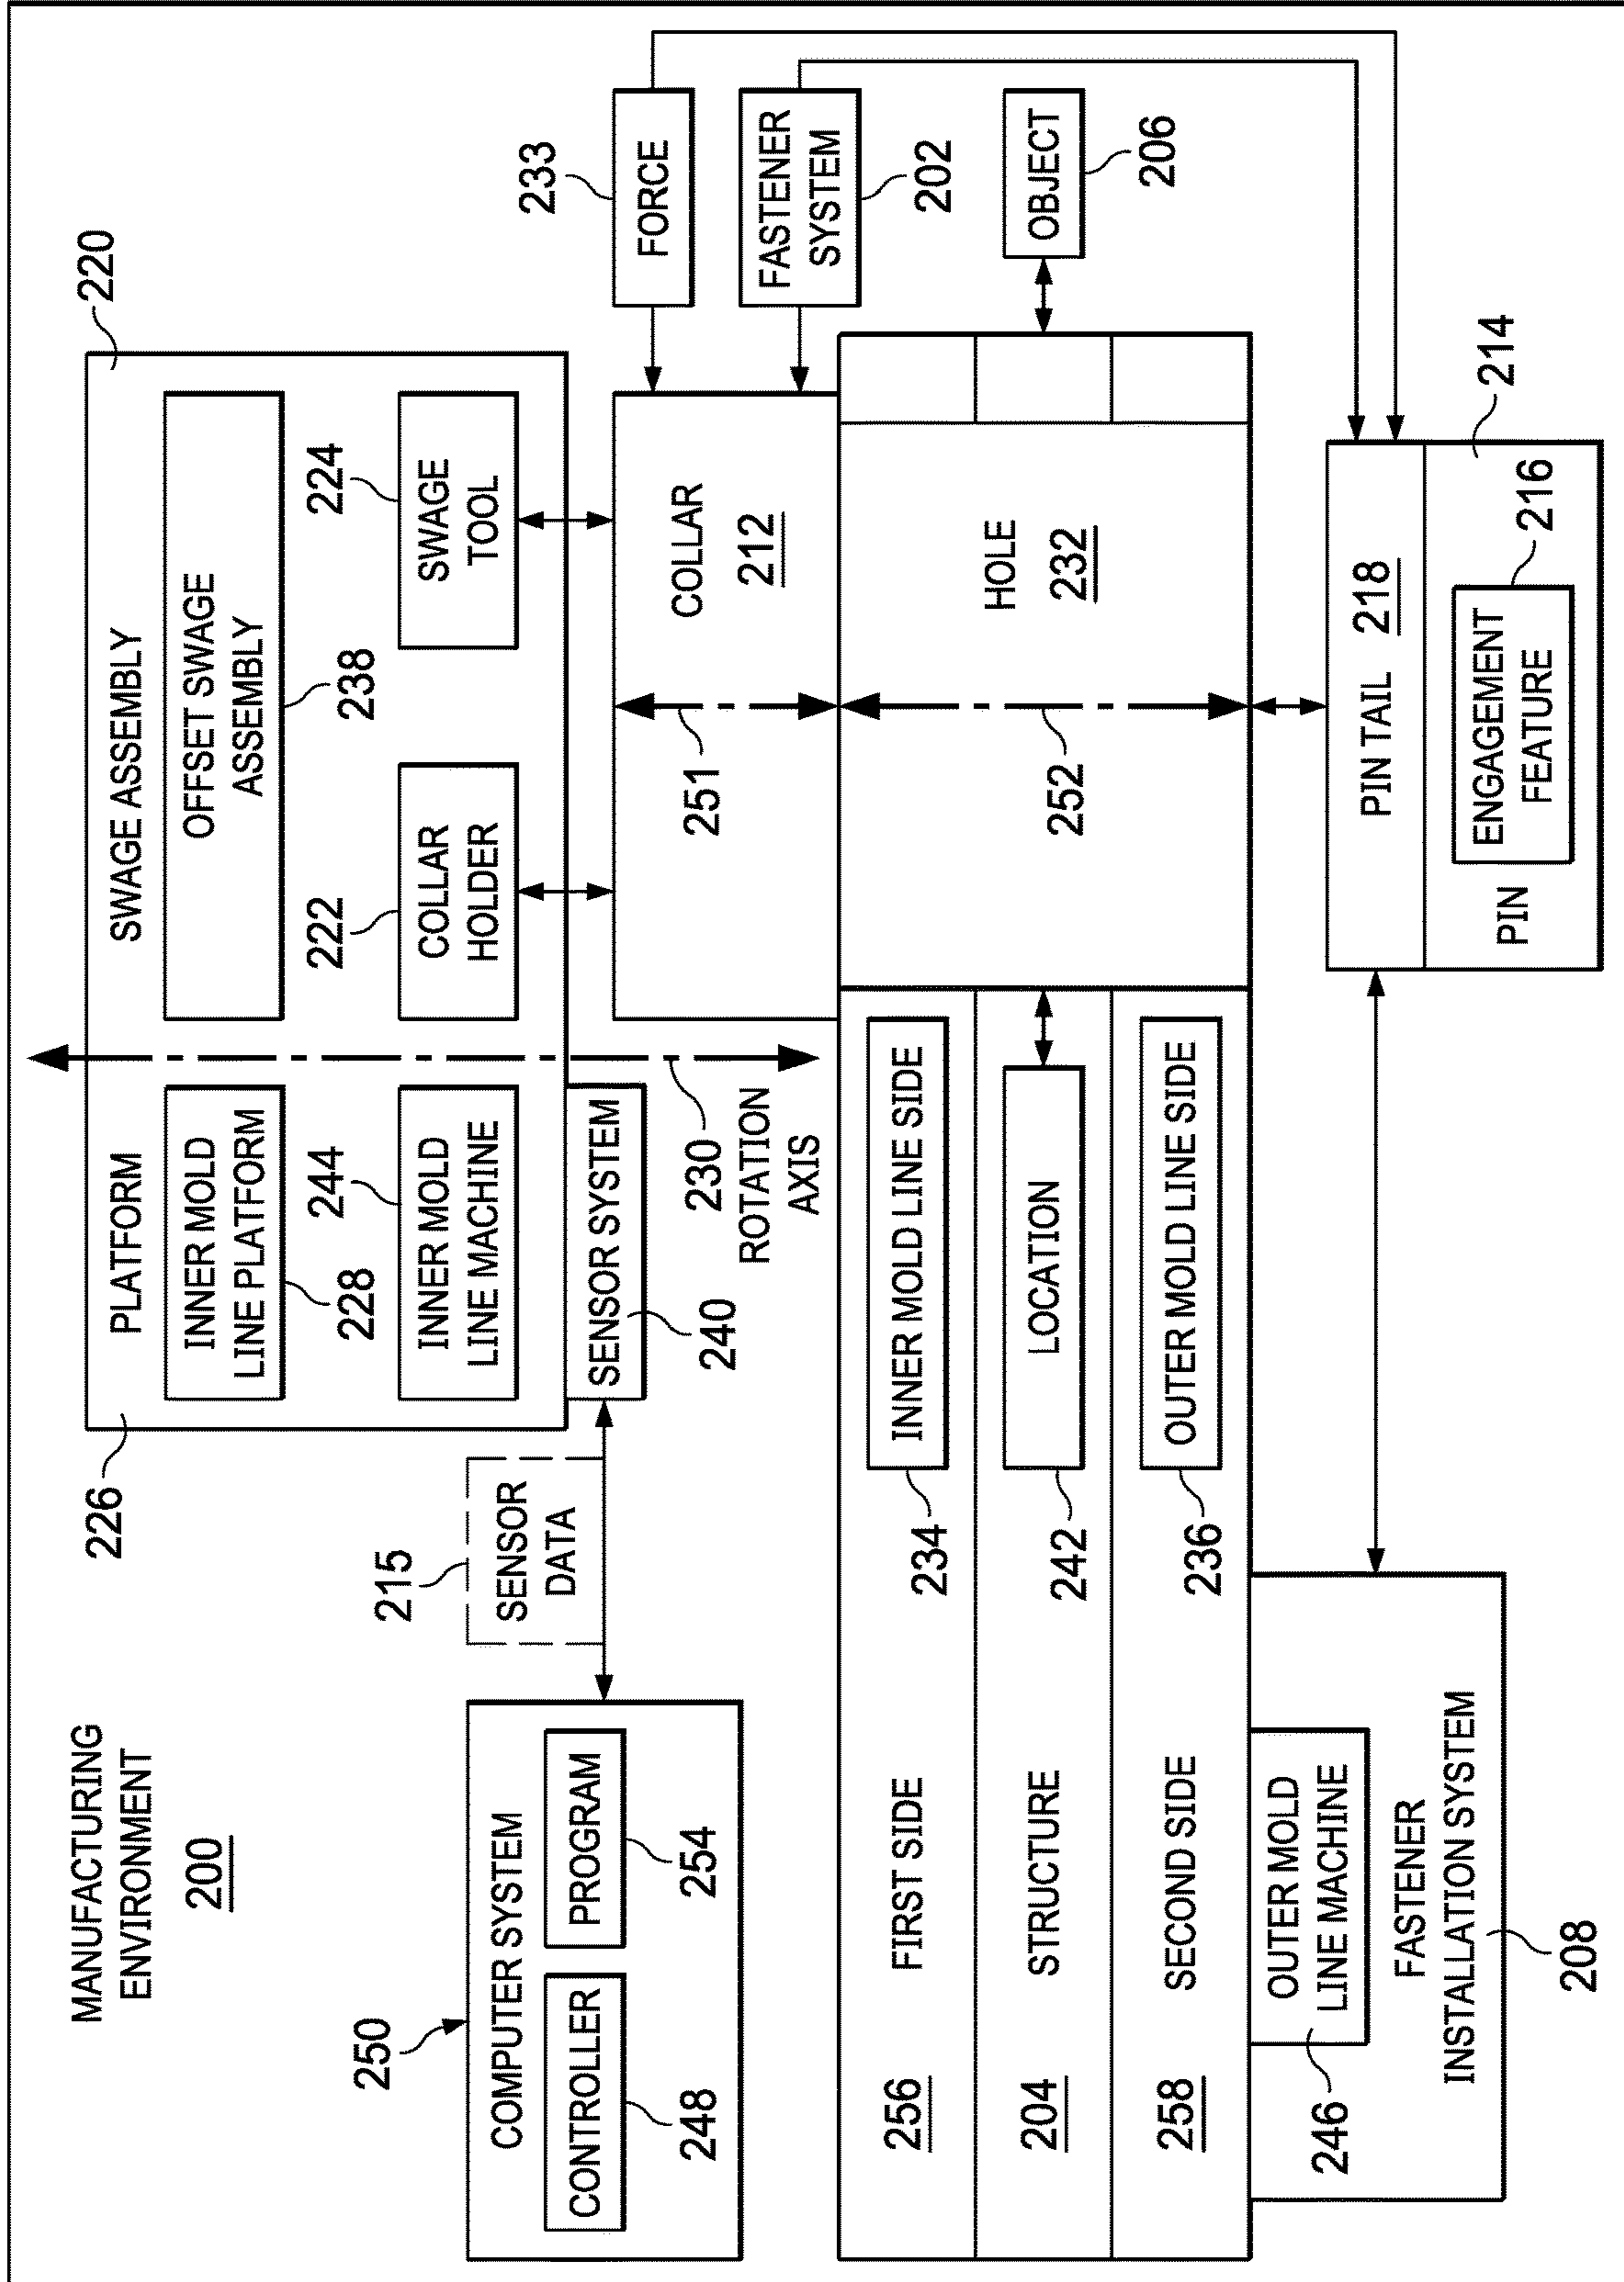 MANUFACTURING
ENVIRONMENT
200
226
PLATFORM
SWAGE ASSEMBLY
220
INNER MOLD
LINE PLATFORM
228
OFFSET SWAGE
ASSEMBLY
238
244
INNER MOLD
LINE MACHINE
222
COLLAR
HOLDER
224
SWAGE
TOOL
215
SENSOR
DATA
SENSOR SYSTEM
240
230
ROTATION
AXIS
250
COMPUTER SYSTEM
CONTROLLER
248
PROGRAM
254
COLLAR
212
251
233
FORCE
FASTENER
SYSTEM
202
OBJECT
206
256
FIRST SIDE
234
INNER MOLD LINE SIDE
204
STRUCTURE
242
LOCATION
258
SECOND SIDE
236
OUTER MOLD LINE SIDE
HOLE
232
252
246
OUTER MOLD
LINE MACHINE
FASTENER
INSTALLATION SYSTEM
208
PIN TAIL
218
214
PIN
ENGAGEMENT
FEATURE
216